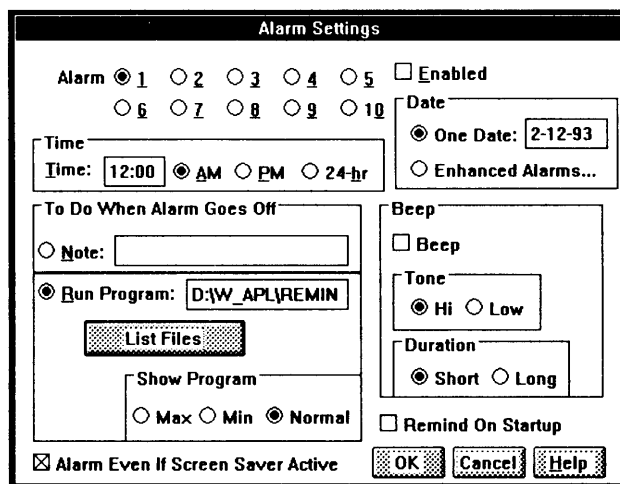 Alarm Settings
Alarm 1 2 3 4 5
6 7 8 9 10
Enabled
Date
One Date: 2-12-93
Enhanced Alarms...
Time
Time: 12:00 AM PM 24-hr
To Do When Alarm Goes Off
Note:
Run Program: D:\W_APL\REMIN
List Files
Show Program
Max Min Normal
Beep
Beep
Tone
Hi Low
Duration
Short Long
Remind On Startup
Alarm Even If Screen Saver Active
OK Cancel Help